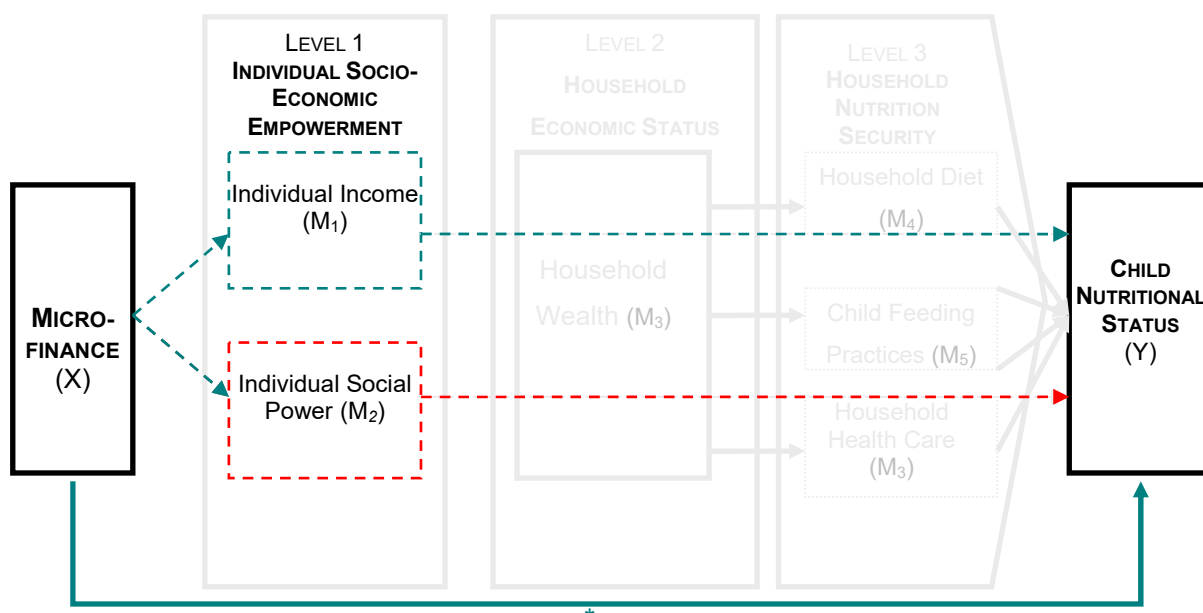 LEVEL 1
INDIVIDUAL SOCIO-
ECONOMIC
EMPOWERMENT
LEVEL 2
HOUSEHOLD
ECONOMIC STATUS
LEVEL 3
HOUSEHOLD
NUTRITION
SECURITY
MICRO-
FINANCE
(X)
Individual Income
(M₁)
Individual Social
Power (M₂)
Household
Wealth (M₃)
Household Diet
(M₄)
Child Feeding
Practices (M₅)
Household
Health Care
(M₃)
CHILD
NUTRITIONAL
STATUS
(Y)
*